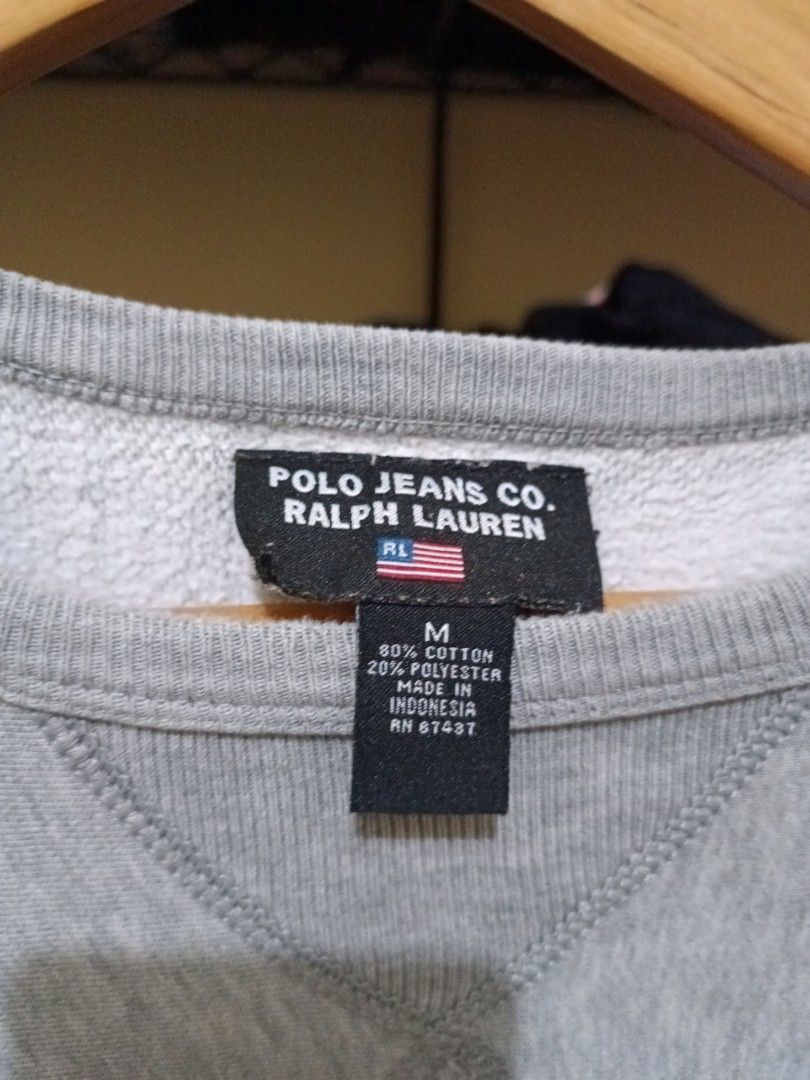 POLO JEANS CO.
RALPH LAUREN
RL
M
80% COTTON
20% POLYESTER
MADE IN
INDONESIA
RN 87437